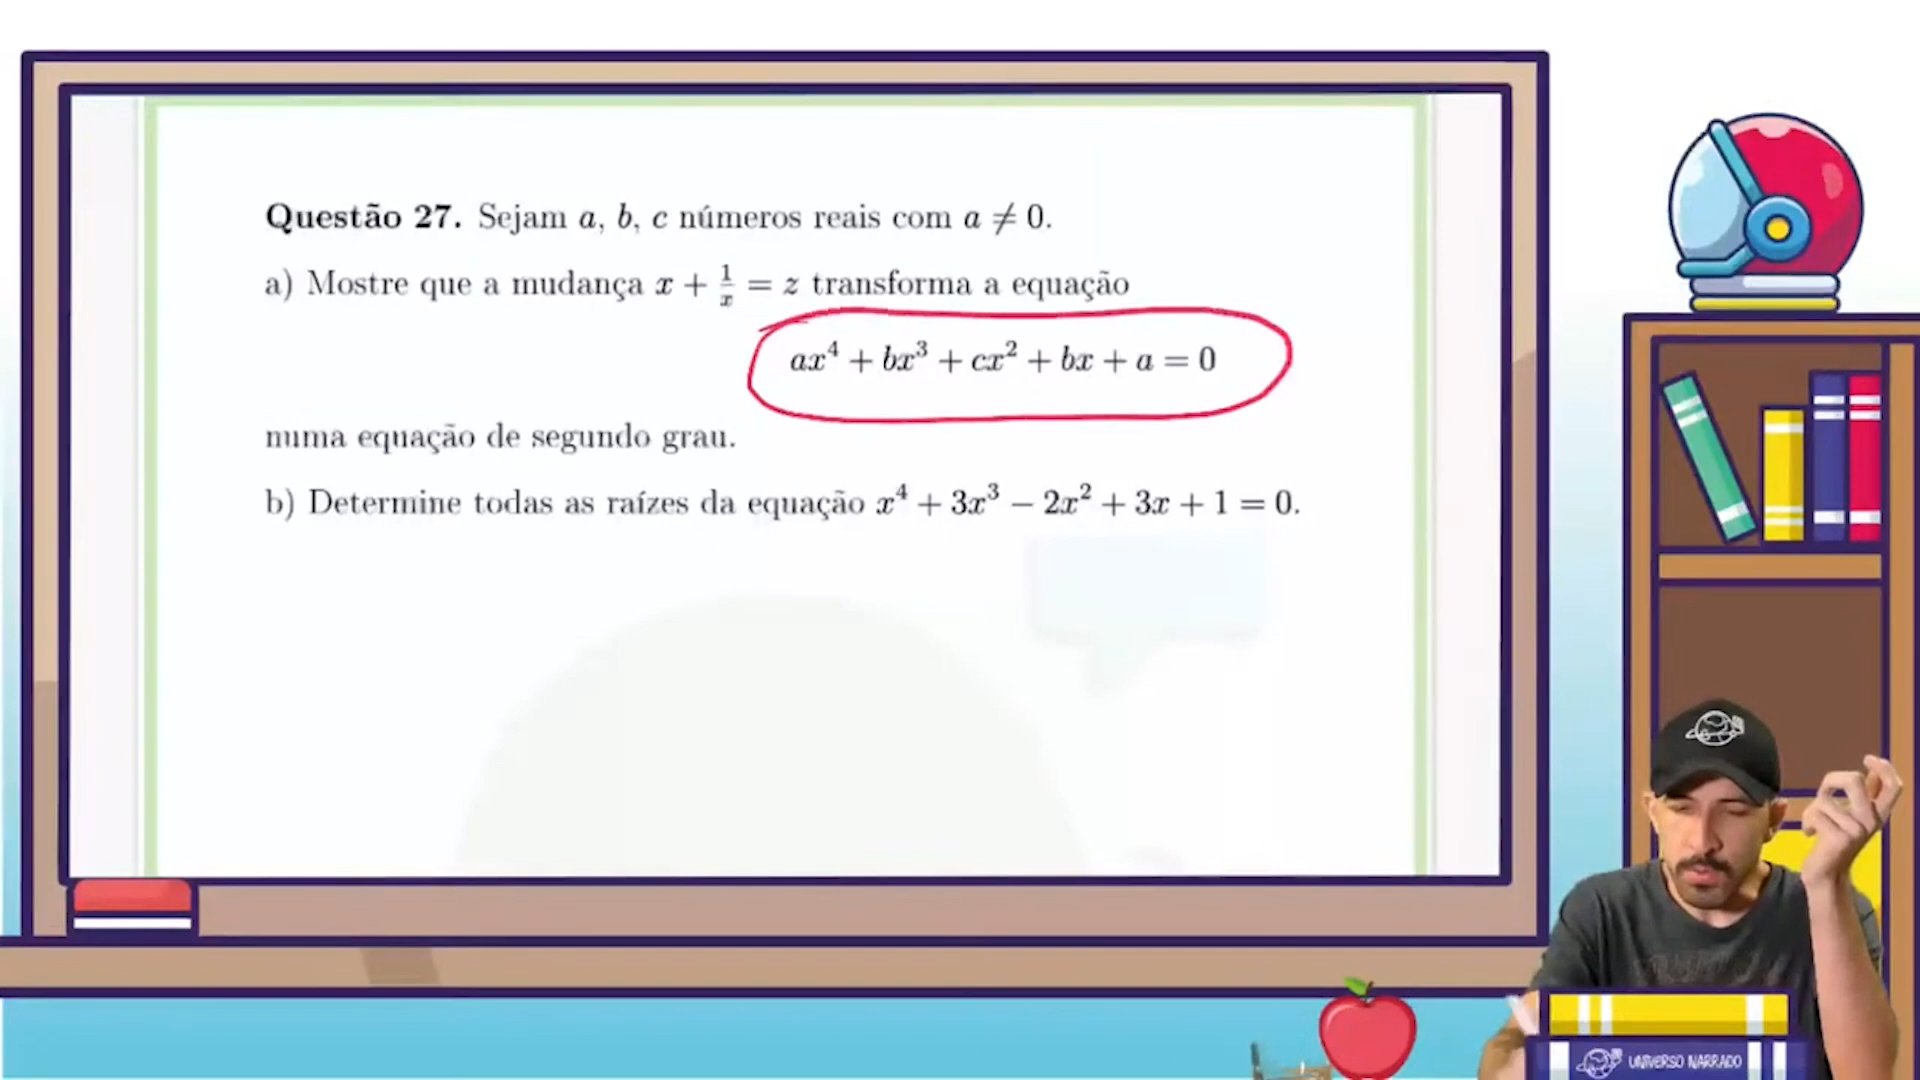 Questão 27. Sejam a, b, c números reais com a ≠ 0.
a) Mostre que a mudança x + 1/x = z transforma a equação
ax⁴ + bx³ + cx² + bx + a = 0
numa equação de segundo grau.
b) Determine todas as raízes da equação x⁴ + 3x³ − 2x² + 3x + 1 = 0.
UNIVERSO NARRADO